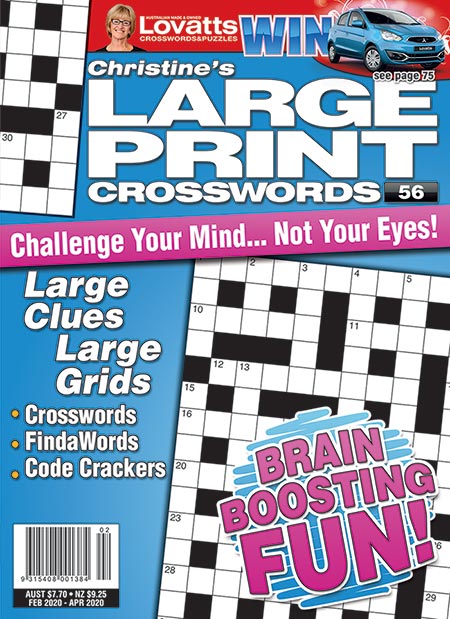 AUSTRALIAN MADE & OWNED
Lovatts
CROSSWORDS&PUZZLES
WIN
LOVATTS
see page 75
Christine's
LARGE
PRINT
CROSSWORDS 56
Challenge Your Mind... Not Your Eyes!
27
30
Large
Clues
Large
Grids
• Crosswords
• FindaWords
• Code Crackers
2 3 4 5
10 11
12 13
15
16
20
23
28
29
BRAIN
BOOSTING
FUN!
02
9 315408 001384
AUST $7.70 • NZ $9.25
FEB 2020 - APR 2020